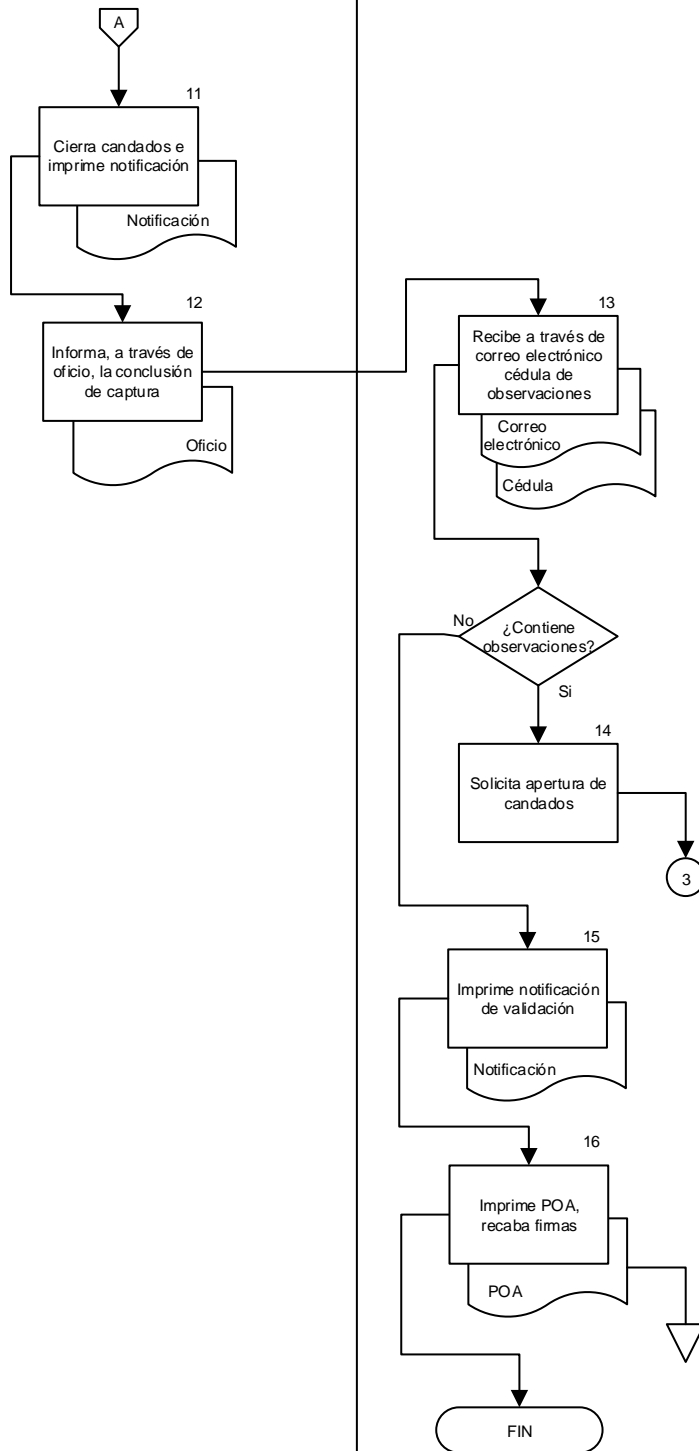 A
11
Cierra candados e
imprime notificación
Notificación
12
Informa, a través de
oficio, la conclusión
de captura
Oficio
13
Recibe a través de
correo electrónico
cédula de
observaciones
Correo
electrónico
Cédula
¿Contiene
observaciones?
No
Si
14
Solicita apertura de
candados
3
15
Imprime notificación
de validación
Notificación
16
Imprime POA,
recaba firmas
POA
FIN